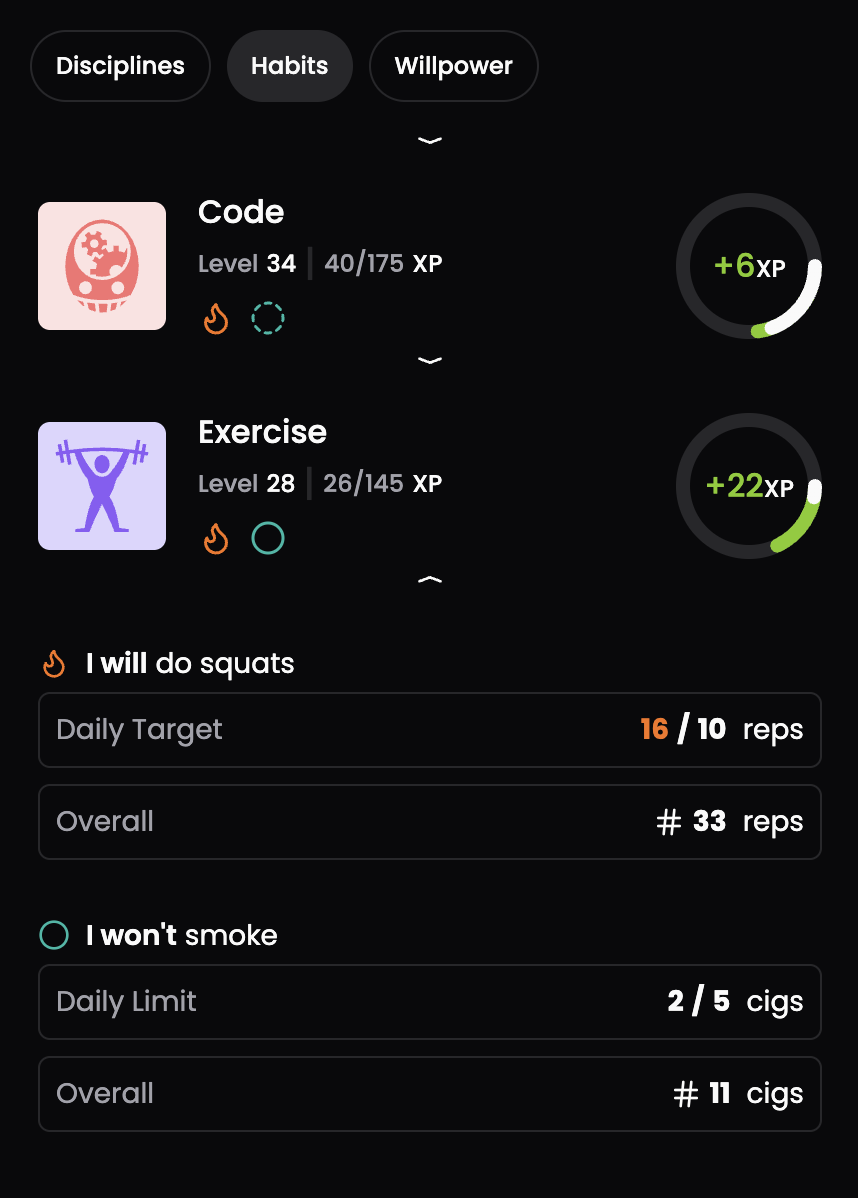 Disciplines Habits Willpower
Code
Level 34 40/175 XP
+6XP
Exercise
Level 28 26/145 XP
+22XP
I will do squats
Daily Target 16 / 10 reps
Overall # 33 reps
I won't smoke
Daily Limit 2 / 5 cigs
Overall # 11 cigs